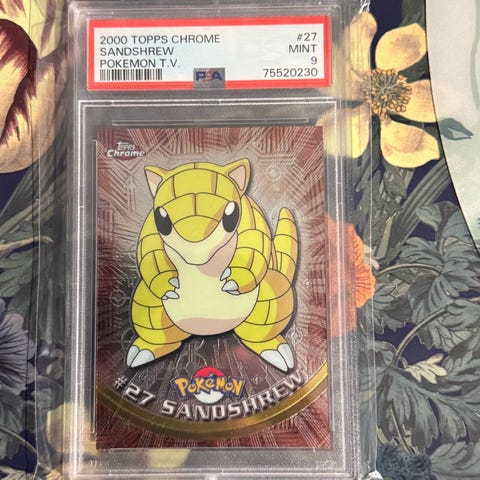 2000 TOPPS CHROME #27
SANDSHREW MINT
POKEMON T.V. 9
PSA 75520230
Topps
Chrome
POKéMON
#27 SANDSHREW